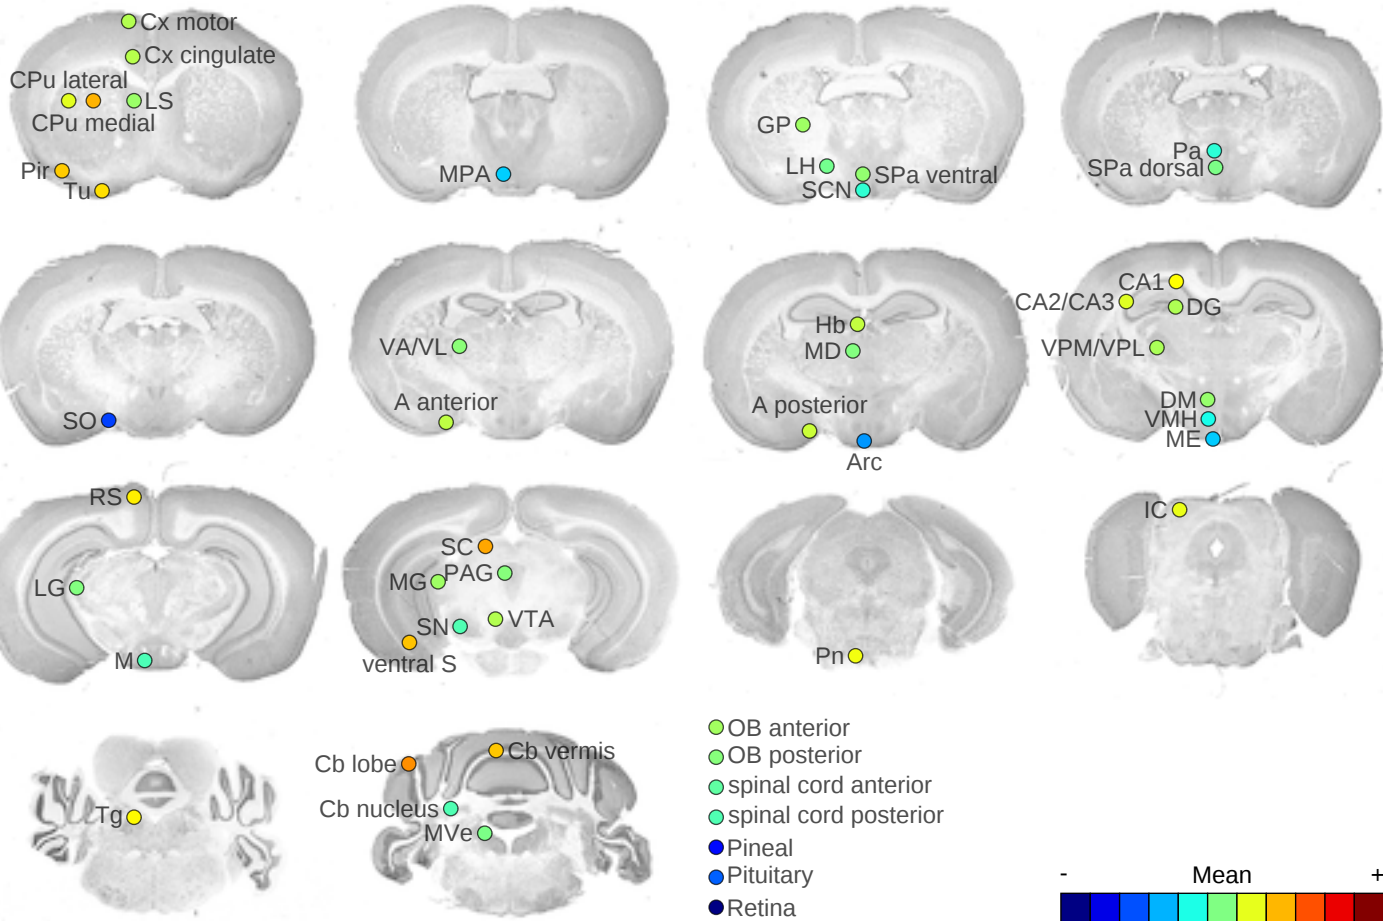 Cx motor
Cx cingulate
CPu lateral
LS
CPu medial
Pir
Tu
MPA
GP
LH
SPa ventral
SCN
Pa
SPa dorsal
SO
VA/VL
A anterior
Hb
MD
A posterior
Arc
CA1
CA2/CA3
DG
VPM/VPL
DM
VMH
ME
RS
LG
M
SC
MG
PAG
SN
VTA
ventral S
Pn
IC
Tg
Cb lobe
Cb vermis
Cb nucleus
MVe
OB anterior
OB posterior
spinal cord anterior
spinal cord posterior
Pineal
Pituitary
Retina
- Mean +